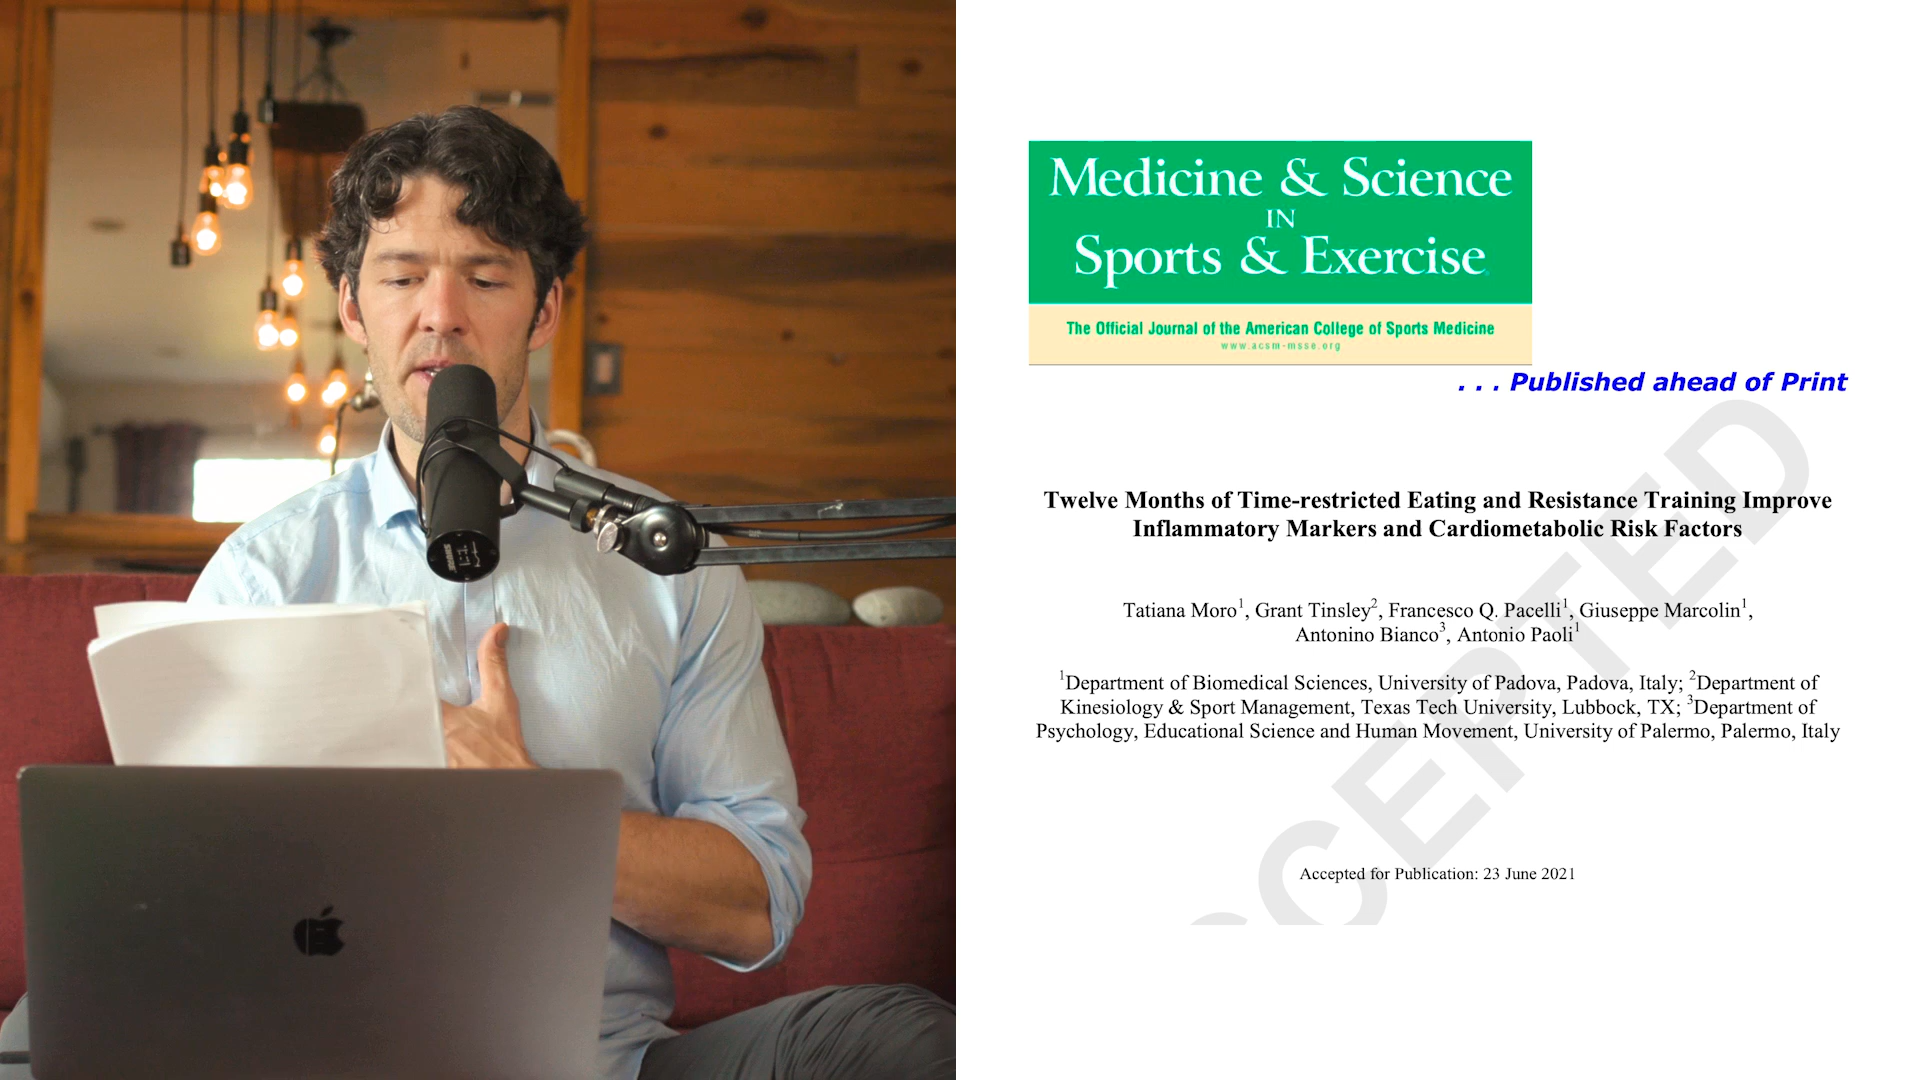 Medicine & Science
IN
Sports & Exercise
The Official Journal of the American College of Sports Medicine
www.acsm-msse.org
. . . Published ahead of Print
Twelve Months of Time-restricted Eating and Resistance Training Improve
Inflammatory Markers and Cardiometabolic Risk Factors
Tatiana Moro1, Grant Tinsley2, Francesco Q. Pacelli1, Giuseppe Marcolin1,
Antonino Bianco3, Antonio Paoli1
1Department of Biomedical Sciences, University of Padova, Padova, Italy; 2Department of
Kinesiology & Sport Management, Texas Tech University, Lubbock, TX; 3Department of
Psychology, Educational Science and Human Movement, University of Palermo, Palermo, Italy
Accepted for Publication: 23 June 2021
CCEPTED